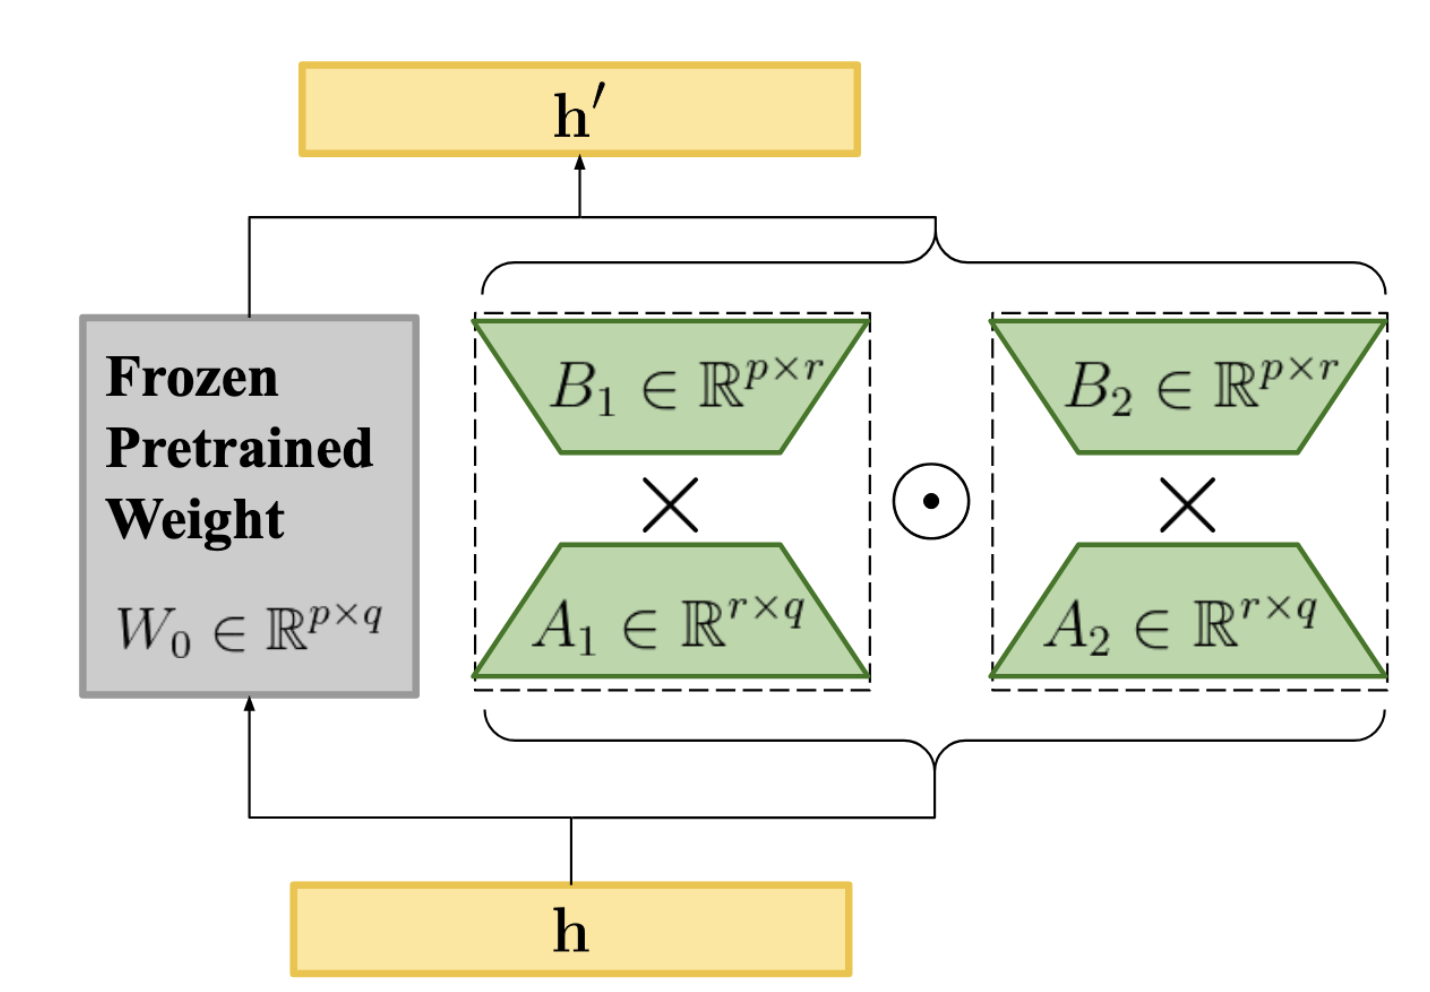 h′
Frozen
Pretrained
Weight
W₀ ∈ ℝ^{p×q}
B₁ ∈ ℝ^{p×r}
×
A₁ ∈ ℝ^{r×q}
⊙
B₂ ∈ ℝ^{p×r}
×
A₂ ∈ ℝ^{r×q}
h